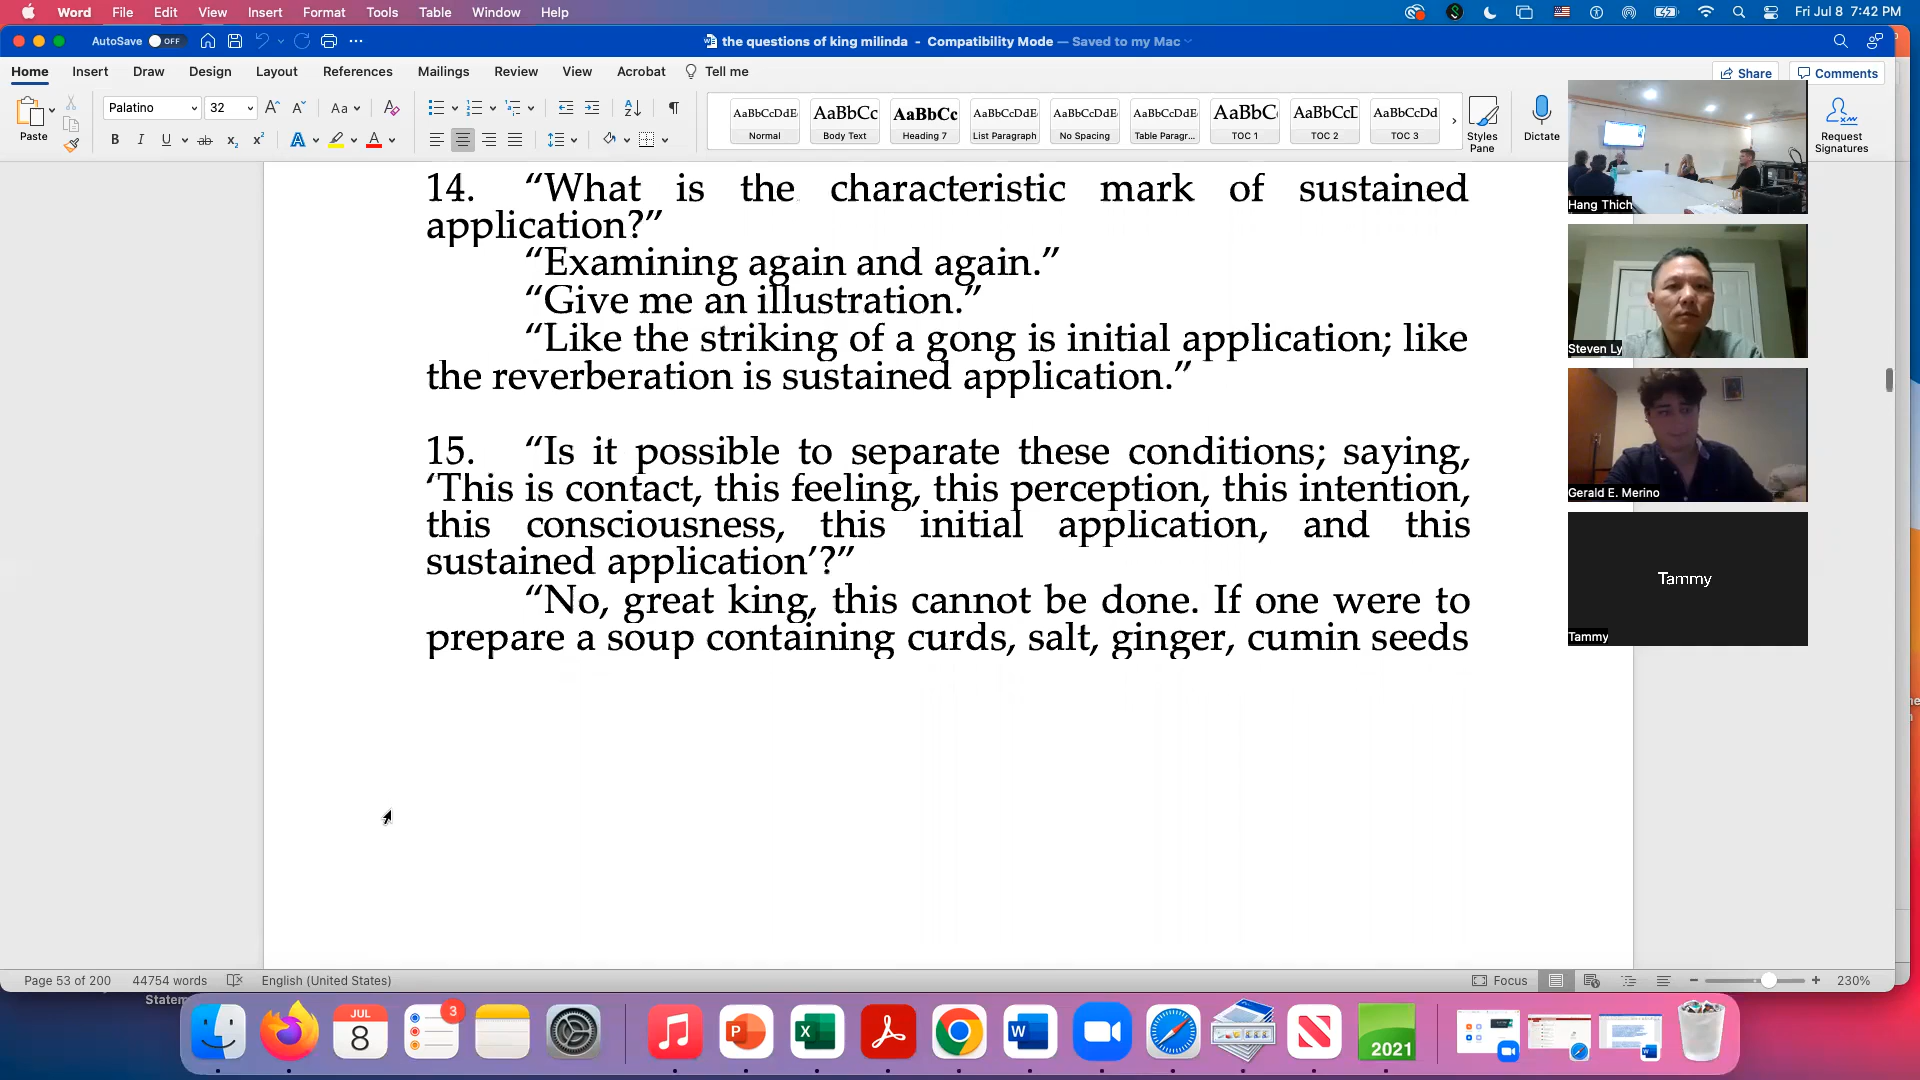 Word File Edit View Insert Format Tools Table Window Help Fri Jul 8 7:42 PM
AutoSave OFF the questions of king milinda - Compatibility Mode — Saved to my Mac
Home Insert Draw Design Layout References Mailings Review View Acrobat Tell me Share Comments
Paste Palatino 32 Aa AaBbCcDdE AaBbCc AaBbCc AaBbCcDdE AaBbCcDdE AaBbCcDdE AaBbC AaBbCcD AaBbCcDd
Normal Body Text Heading 7 List Paragraph No Spacing Table Paragr... TOC 1 TOC 2 TOC 3 Styles Pane Dictate Request Signatures
B I U ab x₂ x² A A
14. “What is the characteristic mark of sustained
application?”
“Examining again and again.”
“Give me an illustration.”
“Like the striking of a gong is initial application; like
the reverberation is sustained application.”
15. “Is it possible to separate these conditions; saying,
‘This is contact, this feeling, this perception, this intention,
this consciousness, this initial application, and this
sustained application’?”
“No, great king, this cannot be done. If one were to
prepare a soup containing curds, salt, ginger, cumin seeds
Hang Thich
Steven Ly
Gerald E. Merino
Tammy
Tammy
Page 53 of 200 44754 words English (United States) Focus 230%
Statem
JUL
8
3
P
X
W
N
2021